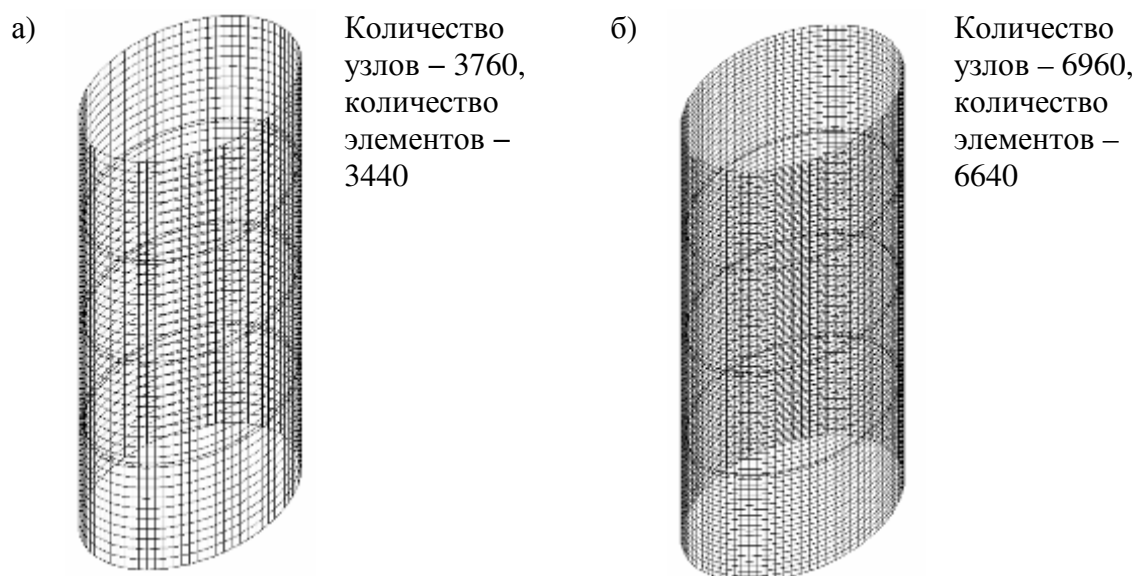 а)
Количество
узлов – 3760,
количество
элементов –
3440
б)
Количество
узлов – 6960,
количество
элементов –
6640